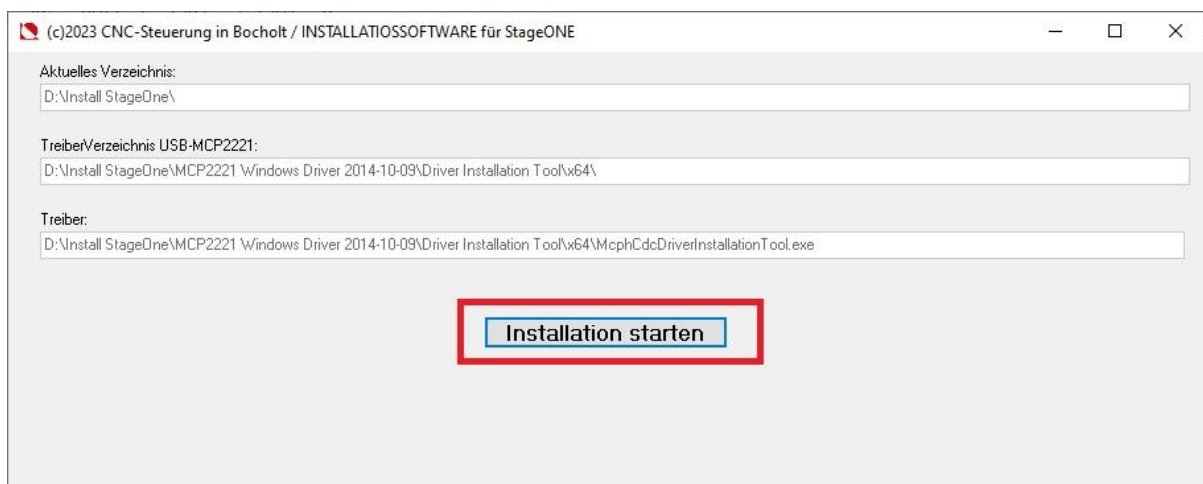 (c)2023 CNC-Steuerung in Bocholt / INSTALLATIOSSOFTWARE für StageONE
Aktuelles Verzeichnis:
D:\Install StageOne\
TreiberVerzeichnis USB-MCP2221:
D:\Install StageOne\MCP2221 Windows Driver 2014-10-09\Driver Installation Tool\x64\
Treiber:
D:\Install StageOne\MCP2221 Windows Driver 2014-10-09\Driver Installation Tool\x64\McphCdcDriverInstallationTool.exe
Installation starten